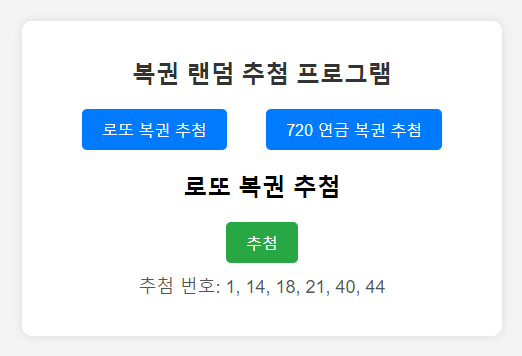 복권 랜덤 추첨 프로그램
로또 복권 추첨 720 연금 복권 추첨
로또 복권 추첨
추첨
추첨 번호: 1, 14, 18, 21, 40, 44